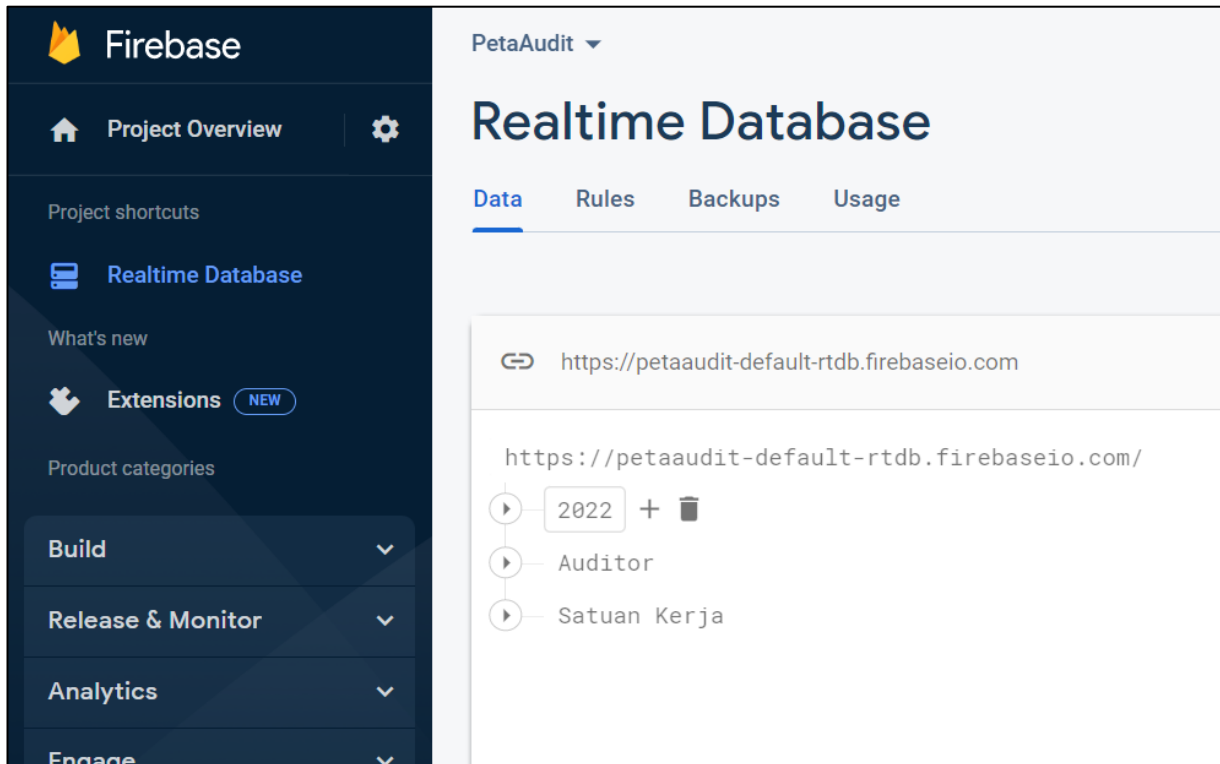 Firebase
Project Overview
Project shortcuts
Realtime Database
What's new
Extensions NEW
Product categories
Build
Release & Monitor
Analytics
Engage
PetaAudit
Realtime Database
Data Rules Backups Usage
https://petaaudit-default-rtdb.firebaseio.com
https://petaaudit-default-rtdb.firebaseio.com/
2022
Auditor
Satuan Kerja